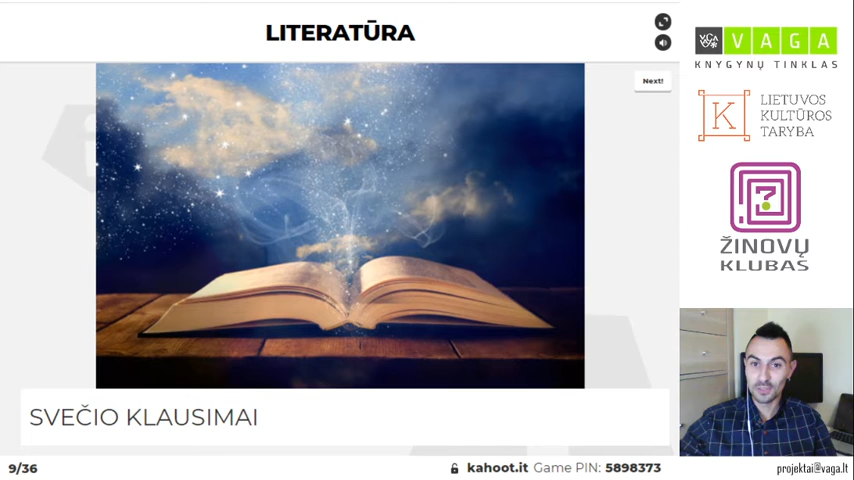 LITERATŪRA
Next!
SVEČIO KLAUSIMAI
9/36
kahoot.it Game PIN: 5898373
VAGA
KNYGYNŲ TINKLAS
K
LIETUVOS
KULTŪROS
TARYBA
?
ŽINOVŲ
KLUBAS
projektai@vaga.lt